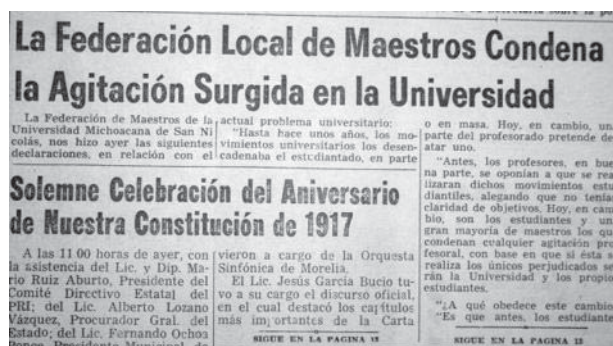 La Federación Local de Maestros Condena
la Agitación Surgida en la Universidad
La Federación de Maestros de la
Universidad Michoacana de San Ni
colás, nos hizo ayer las siguientes
declaraciones, en relación con el
actual problema universitario:
"Hasta hace unos años, los mo-
vimientos universitarios los desen-
cadenaba el estudiantado, en parte
o en masa. Hoy, en cambio, un
parte del profesorado pretende de
atar uno.
"Antes, los profesores, en bue
na parte, se oponían a que se rea
lizaran dichos movimientos estu
diantiles, alegando que no tenía
claridad de objetivos. Hoy, en cam
bio, son los estudiantes y un
gran mayoría de maestros los qu
condenan cualquier agitación pro
fesoral, con base en que si ésta s
realiza los únicos perjudicados se
rán la Universidad y los propio
estudiantes.
"¿A qué obedece este cambio
"Es que antes, los estudiante
SIGUE EN LA PAGINA 15
Solemne Celebración del Aniversario
de Nuestra Constitución de 1917
A las 11 00 horas de ayer, con
la asistencia del Lic. y Dip. Ma-
rio Ruiz Aburto, Presidente del
Comité Directivo Estatal del
PRI; del Lic. Alberto Lozano
Vázquez, Procurador Gral. del
Estado; del Lic. Fernando Ochoa
vieron a cargo de la Orquesta
Sinfónica de Morelia.
El Lic. Jesús García Bucio tu-
vo a su cargo el discurso oficial,
en el cual destacó los capítulos
más importantes de la Carta
SIGUE EN LA PAGINA 15